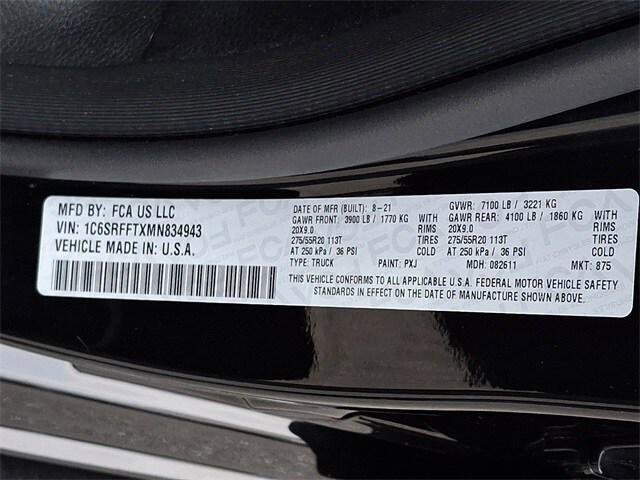 MFD BY: FCA US LLC
VIN: 1C6SRFFTXMN834943
VEHICLE MADE IN: U.S.A.
DATE OF MFR (BUILT): 8-21 GVWR: 7100 LB / 3221 KG
GAWR FRONT: 3900 LB / 1770 KG GAWR REAR: 4100 LB / 1860 KG
20X9.0 RIMS 20X9.0 RIMS
275/55R20 113T TIRES 275/55R20 113T TIRES
AT 250 kPa / 36 PSI COLD AT 250 kPa / 36 PSI COLD
TYPE: TRUCK PAINT: PXJ MDH: 082611 MKT: 875
THIS VEHICLE CONFORMS TO ALL APPLICABLE U.S.A. FEDERAL MOTOR VEHICLE SAFETY
STANDARDS IN EFFECT ON THE DATE OF MANUFACTURE SHOWN ABOVE.